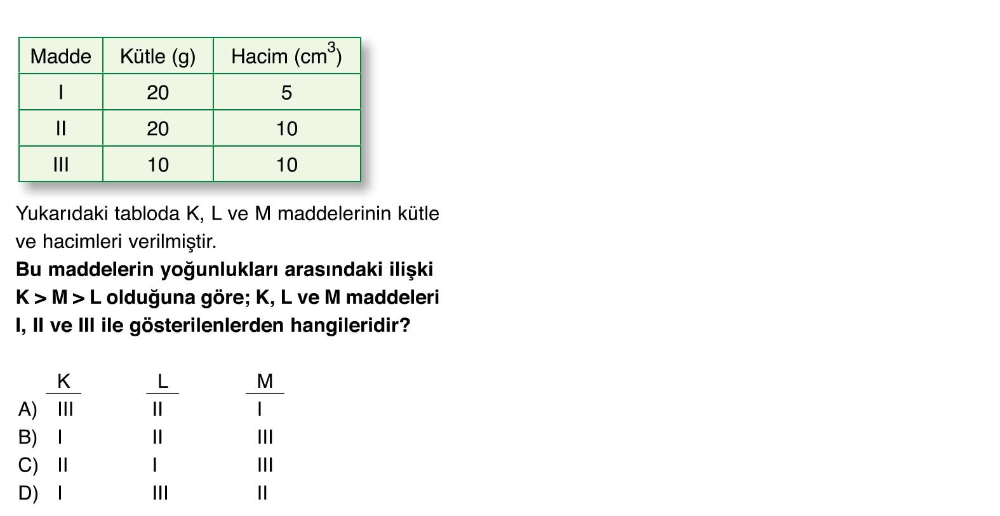 Madde Kütle (g) Hacim (cm³)
I 20 5
II 20 10
III 10 10
Yukarıdaki tabloda K, L ve M maddelerinin kütle
ve hacimleri verilmiştir.
Bu maddelerin yoğunlukları arasındaki ilişki
K > M > L olduğuna göre; K, L ve M maddeleri
I, II ve III ile gösterilenlerden hangileridir?
K L M
A) III II I
B) I II III
C) II I III
D) I III II